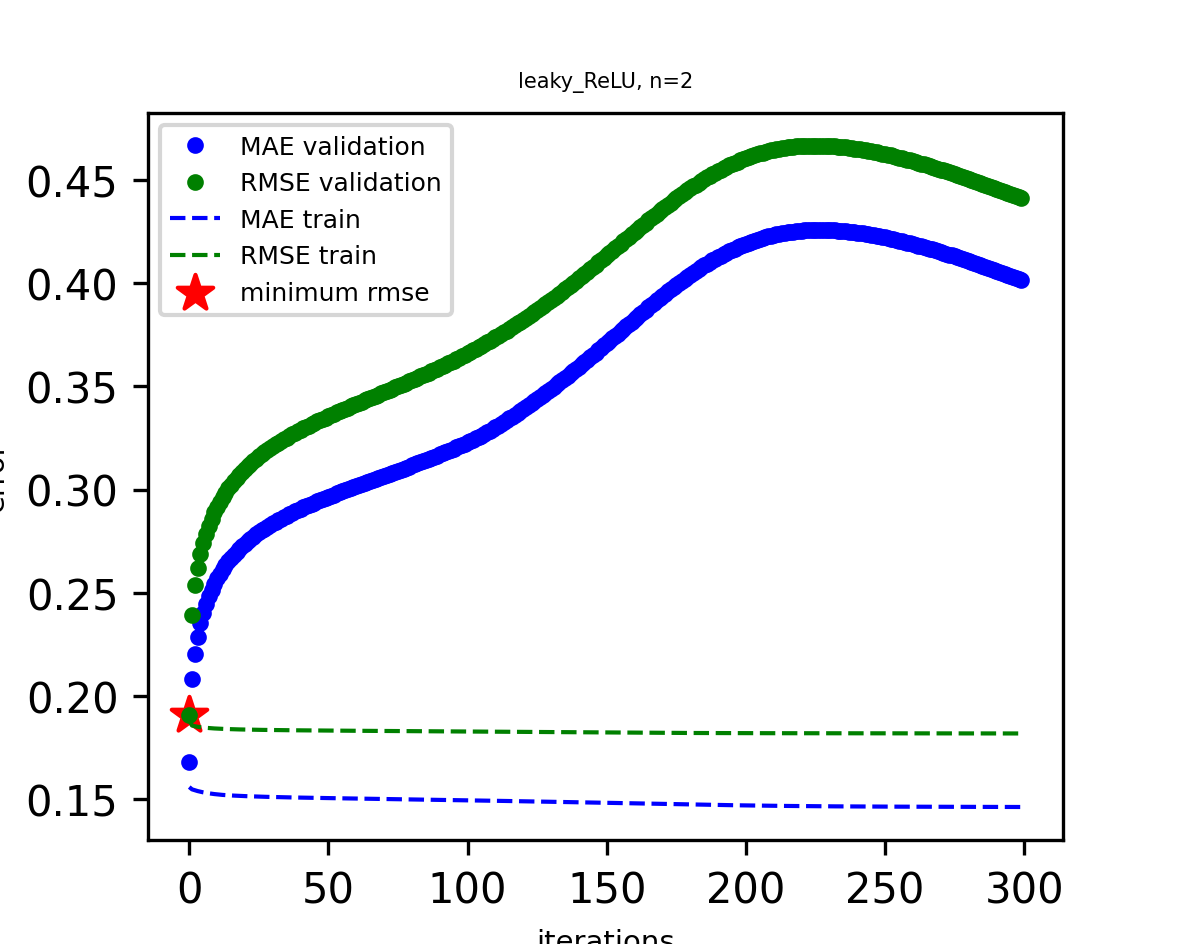 leaky_ReLU, n=2
MAE validation
RMSE validation
MAE train
RMSE train
minimum rmse
0.45
0.40
0.35
0.30
0.25
0.20
0.15
0 50 100 150 200 250 300
iterations